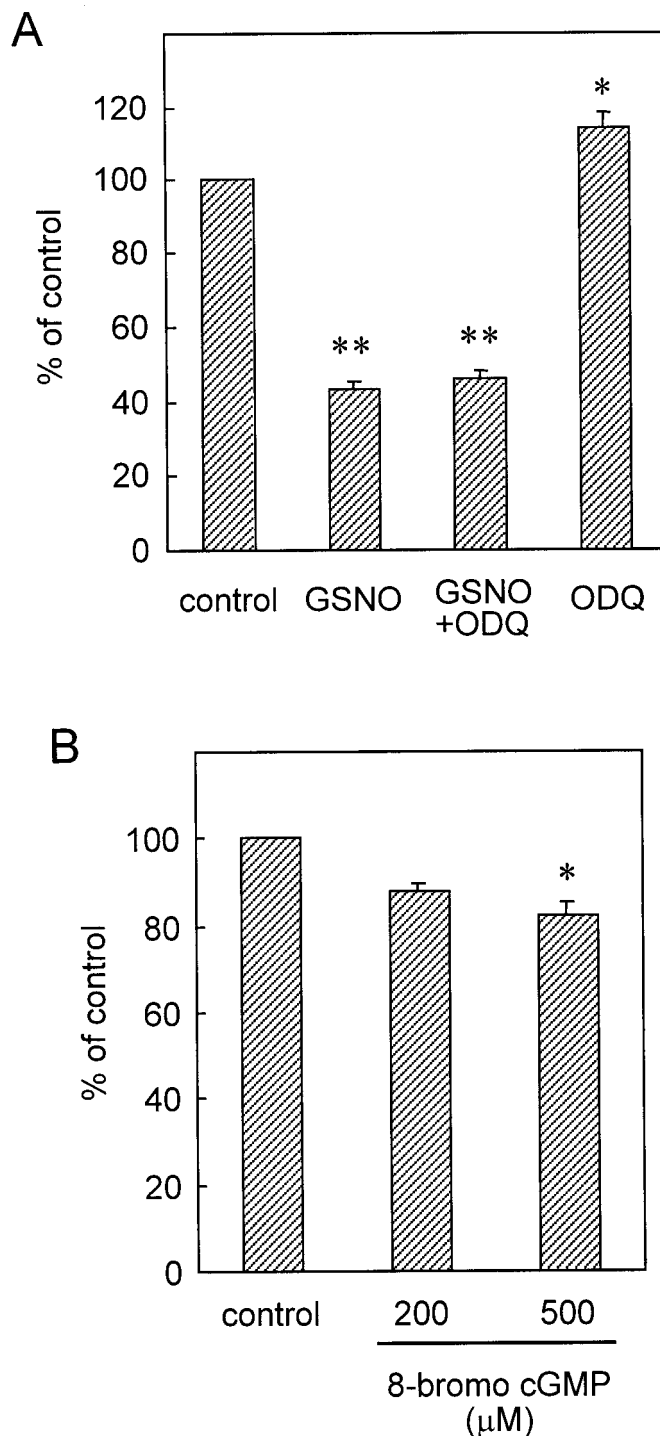 A
% of control
120
100
80
60
40
20
0
*
**
**
control
GSNO
GSNO
+ODQ
ODQ
B
% of control
100
80
60
40
20
0
*
control
200
500
8-bromo cGMP
(μM)